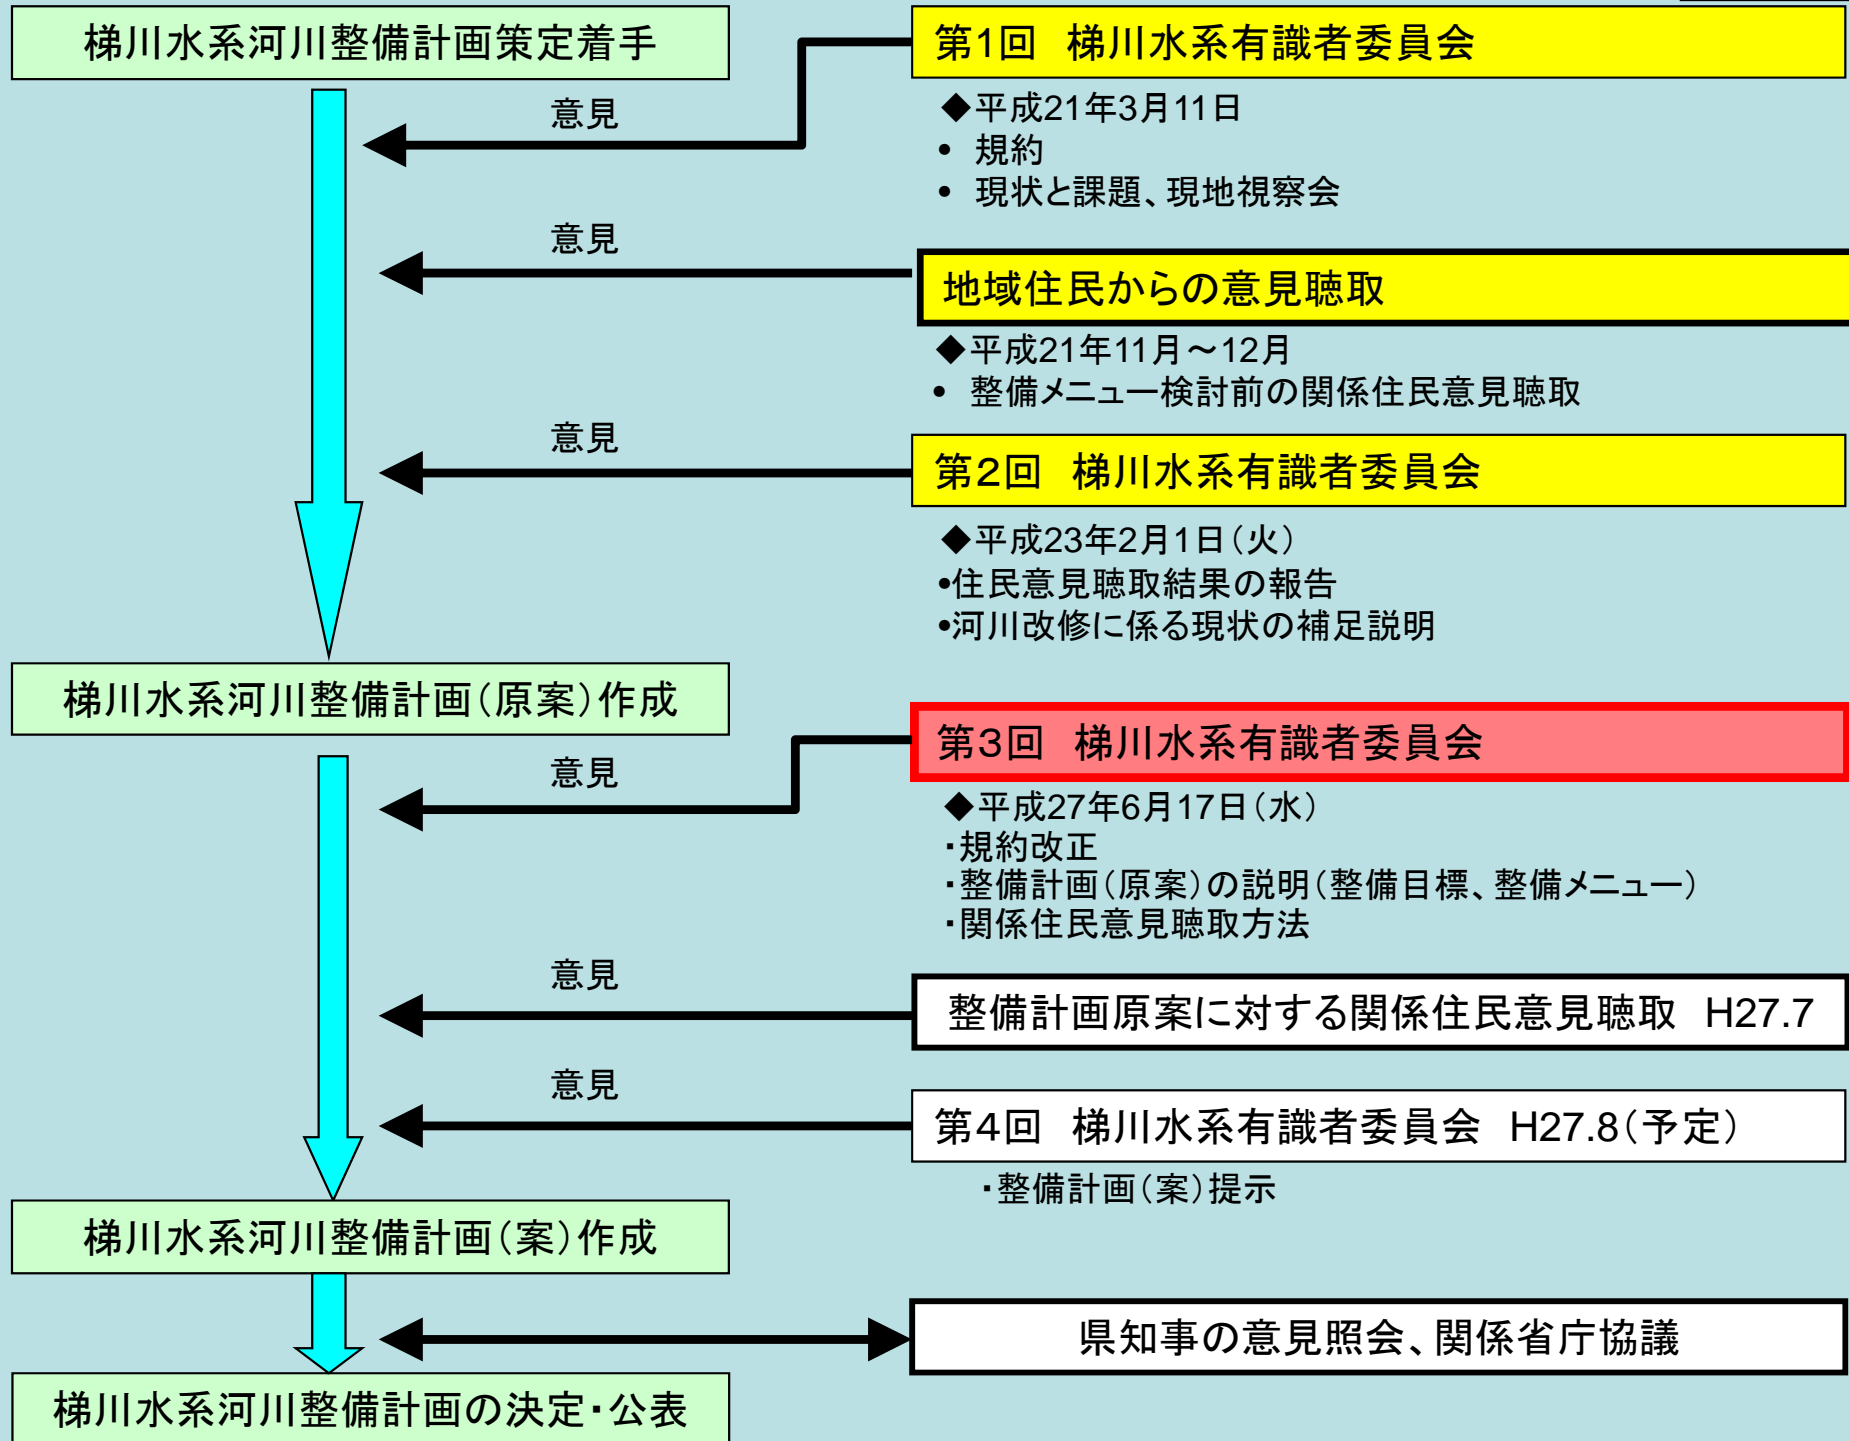 梯川水系河川整備計画策定着手
第1回　梯川水系有識者委員会
意見
◆平成21年3月11日
• 規約
• 現状と課題、現地視察会
意見
地域住民からの意見聴取
◆平成21年11月～12月
• 整備メニュー検討前の関係住民意見聴取
意見
第２回　梯川水系有識者委員会
◆平成23年2月1日（火）
•住民意見聴取結果の報告
•河川改修に係る現状の補足説明
梯川水系河川整備計画（原案）作成
第３回　梯川水系有識者委員会
意見
◆平成27年6月17日（水）
・規約改正
・整備計画（原案）の説明（整備目標、整備メニュー）
・関係住民意見聴取方法
意見
整備計画原案に対する関係住民意見聴取　H27.7
意見
第４回　梯川水系有識者委員会　H27.8（予定）
・整備計画（案）提示
梯川水系河川整備計画（案）作成
県知事の意見照会、関係省庁協議
梯川水系河川整備計画の決定・公表